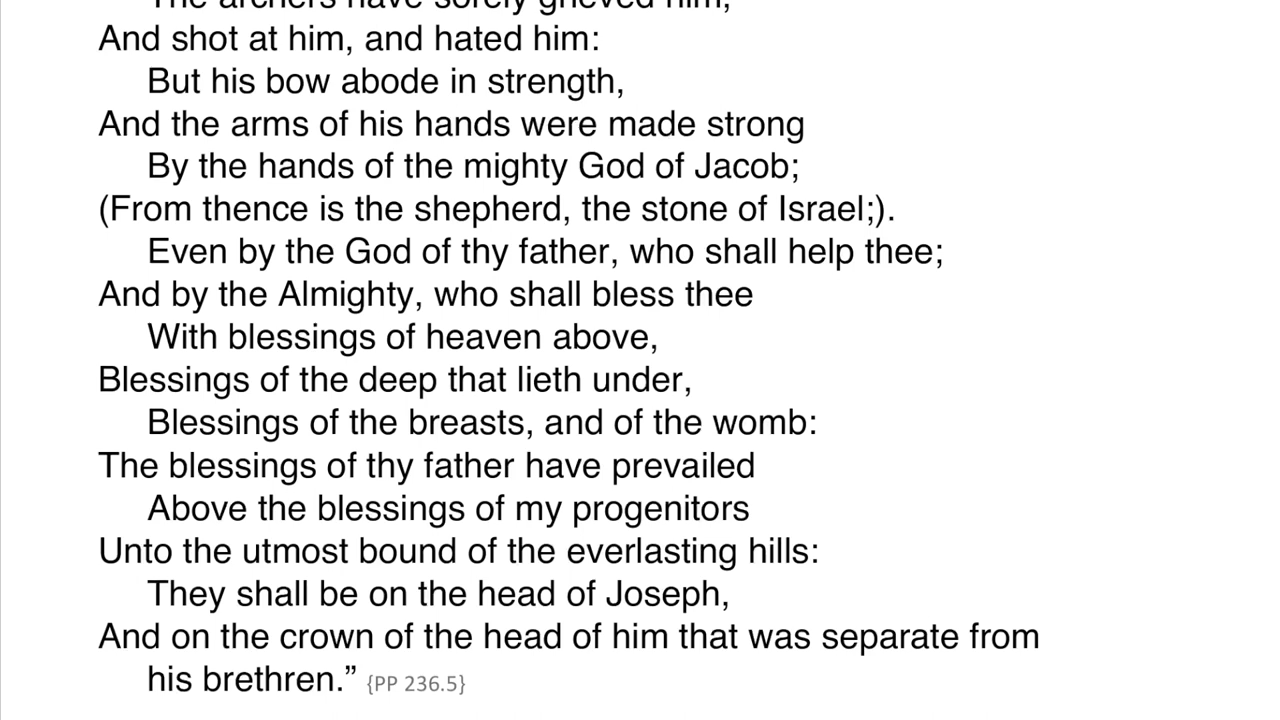 The archers have sorely grieved him,
And shot at him, and hated him:
But his bow abode in strength,
And the arms of his hands were made strong
By the hands of the mighty God of Jacob;
(From thence is the shepherd, the stone of Israel;).
Even by the God of thy father, who shall help thee;
And by the Almighty, who shall bless thee
With blessings of heaven above,
Blessings of the deep that lieth under,
Blessings of the breasts, and of the womb:
The blessings of thy father have prevailed
Above the blessings of my progenitors
Unto the utmost bound of the everlasting hills:
They shall be on the head of Joseph,
And on the crown of the head of him that was separate from
his brethren.” {PP 236.5}